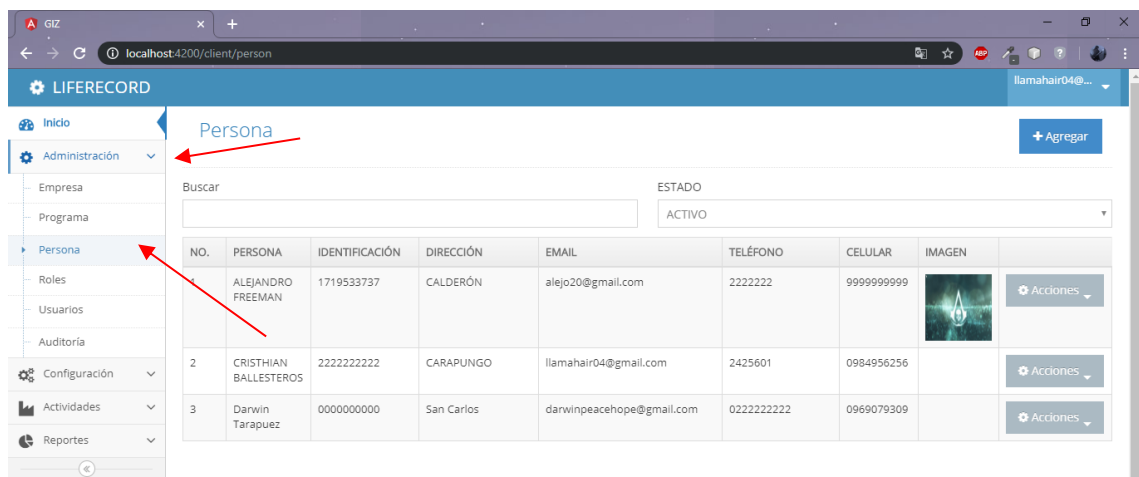 GIZ
localhost:4200/client/person
ABP
LIFERECORD
llamahair04@...
Inicio
Administración
Empresa
Programa
Persona
Roles
Usuarios
Auditoría
Configuración
Actividades
Reportes
Persona
+ Agregar
Buscar
ESTADO
ACTIVO
NO. PERSONA IDENTIFICACIÓN DIRECCIÓN EMAIL TELÉFONO CELULAR IMAGEN
1 ALEJANDRO FREEMAN 1719533737 CALDERÓN alejo20@gmail.com 2222222 9999999999 Acciones
2 CRISTHIAN BALLESTEROS 2222222222 CARAPUNGO llamahair04@gmail.com 2425601 0984956256 Acciones
3 Darwin Tarapuez 0000000000 San Carlos darwinpeacehope@gmail.com 0222222222 0969079309 Acciones